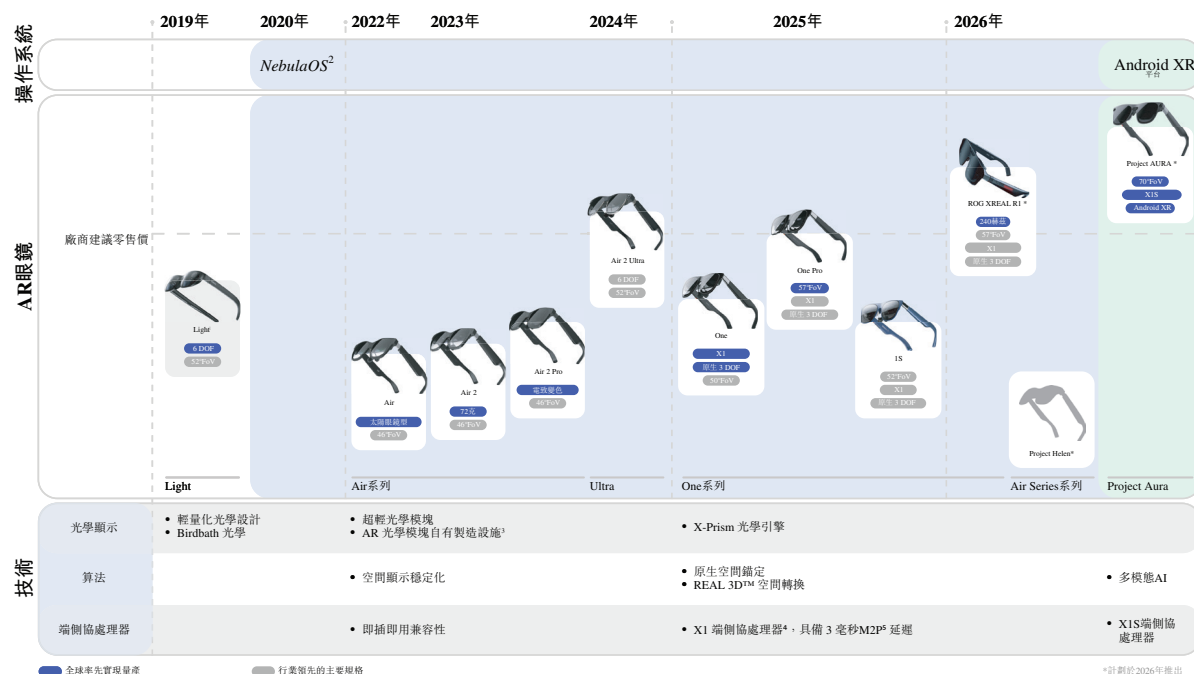 2019年
2020年
2022年
2023年
2024年
2025年
2026年
操作系統
NebulaOS²
Android XR
平台
AR眼鏡
廠商建議零售價
Light
6 DOF
52°FoV
Air
太陽眼鏡型
46°FoV
Air 2
72克
46°FoV
Air 2 Pro
電致變色
46°FoV
Air 2 Ultra
6 DOF
52°FoV
One
X1
原生 3 DOF
50°FoV
One Pro
57°FoV
X1
原生 3 DOF
1S
52°FoV
X1
原生 3 DOF
ROG XREAL R1 *
240赫茲
57°FoV
X1
原生 3 DOF
Project Helen*
Project AURA *
70°FoV
X1S
Android XR
Light
Air系列
Ultra
One系列
Air Series系列
Project Aura
技術
光學顯示
• 輕量化光學設計
• Birdbath 光學
• 超輕光學模塊
• AR 光學模塊自有製造設施³
• X-Prism 光學引擎
算法
• 空間顯示穩定化
• 原生空間錨定
• REAL 3D™ 空間轉換
• 多模態AI
端側協處理器
• 即插即用兼容性
• X1 端側協處理器⁴，具備 3 毫秒M2P⁵ 延遲
• X1S端側協
處理器
全球率先實現量產
行業領先的主要規格
*計劃於2026年推出